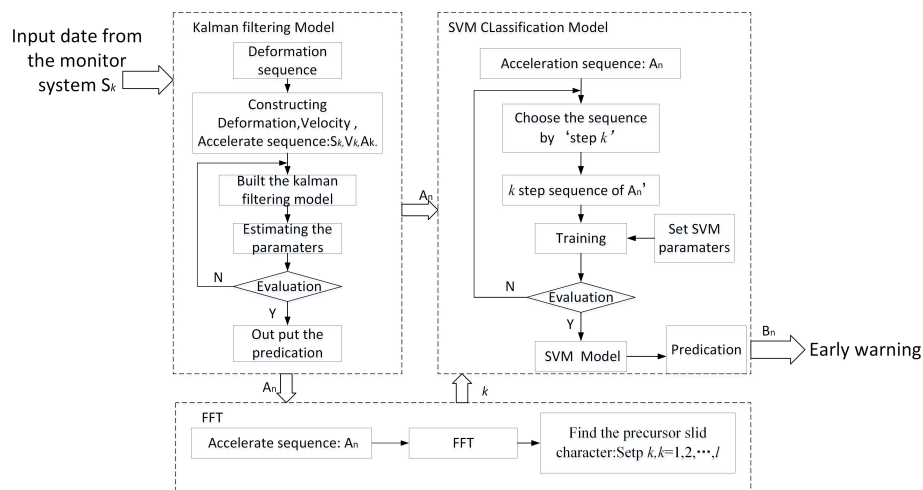 Input date from
the monitor
system Sk
Kalman filtering Model
Deformation
sequence
Constructing
Deformation,Velocity ,
Accelerate sequence:Sk,Vk,Ak.
Built the kalman
filtering model
Estimating the
paramaters
N
Evaluation
Y
Out put the
predication
An
An
SVM CLassification Model
Acceleration sequence: An
Choose the sequence
by ‘step k’
k step sequence of An’
Training
Set SVM
paramaters
N
Evaluation
Y
SVM Model
Predication
Bn
Early warning
k
FFT
Accelerate sequence: An
FFT
Find the precursor slid
character:Setp k,k=1,2,⋯,l